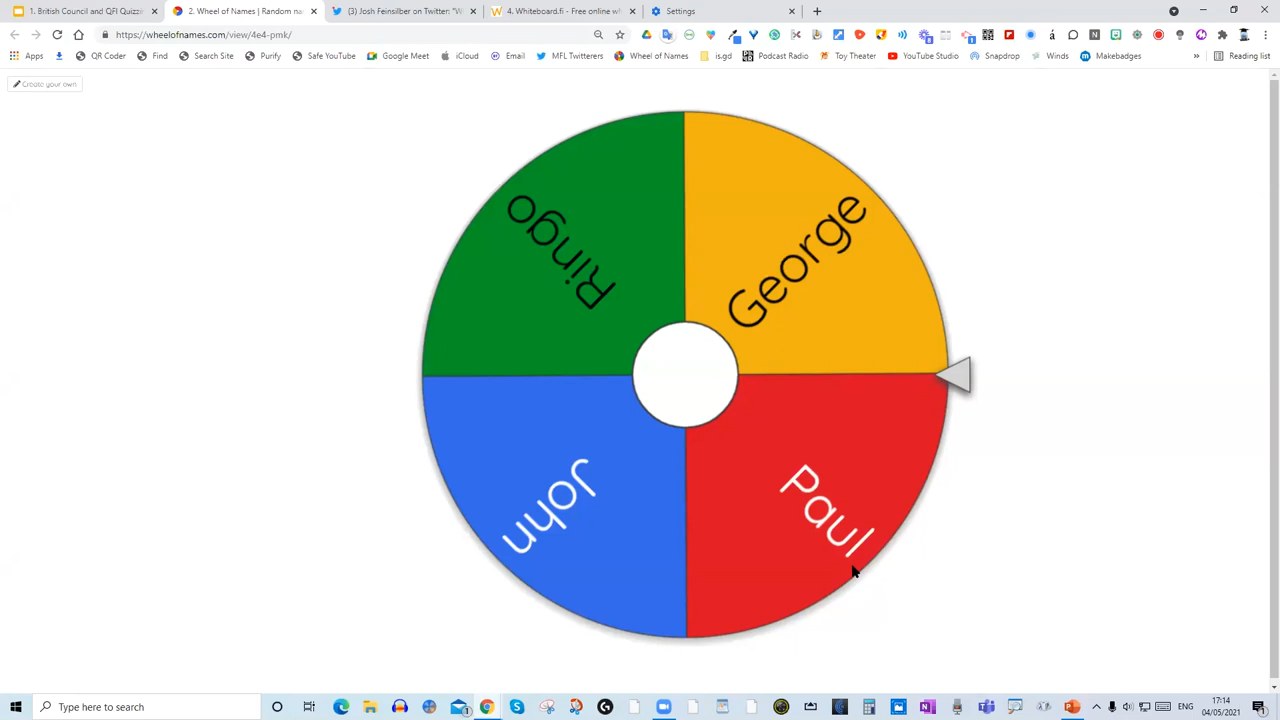 1. British Council and QFI Quizzi
2. Wheel of Names | Random na
(3) Josh Feinsilber on Twitter: "W
4. Whiteboard.fi - Free online wh
Settings
https://wheelofnames.com/view/4e4-pmk/
Apps
QR Coder
Find
Search Scr
Putty
Safe YouTube
Google Meet
iCloud
Email
MFL Twitterers
Wheel of Names
is.gd
Podcast Radio
Toy Theater
YouTube Studio
Snapdrop
Winds
Makebadges
»
Reading list
Create your own
Ringo
George
John
Paul
Type here to search
ENG
17:14
04/05/2021